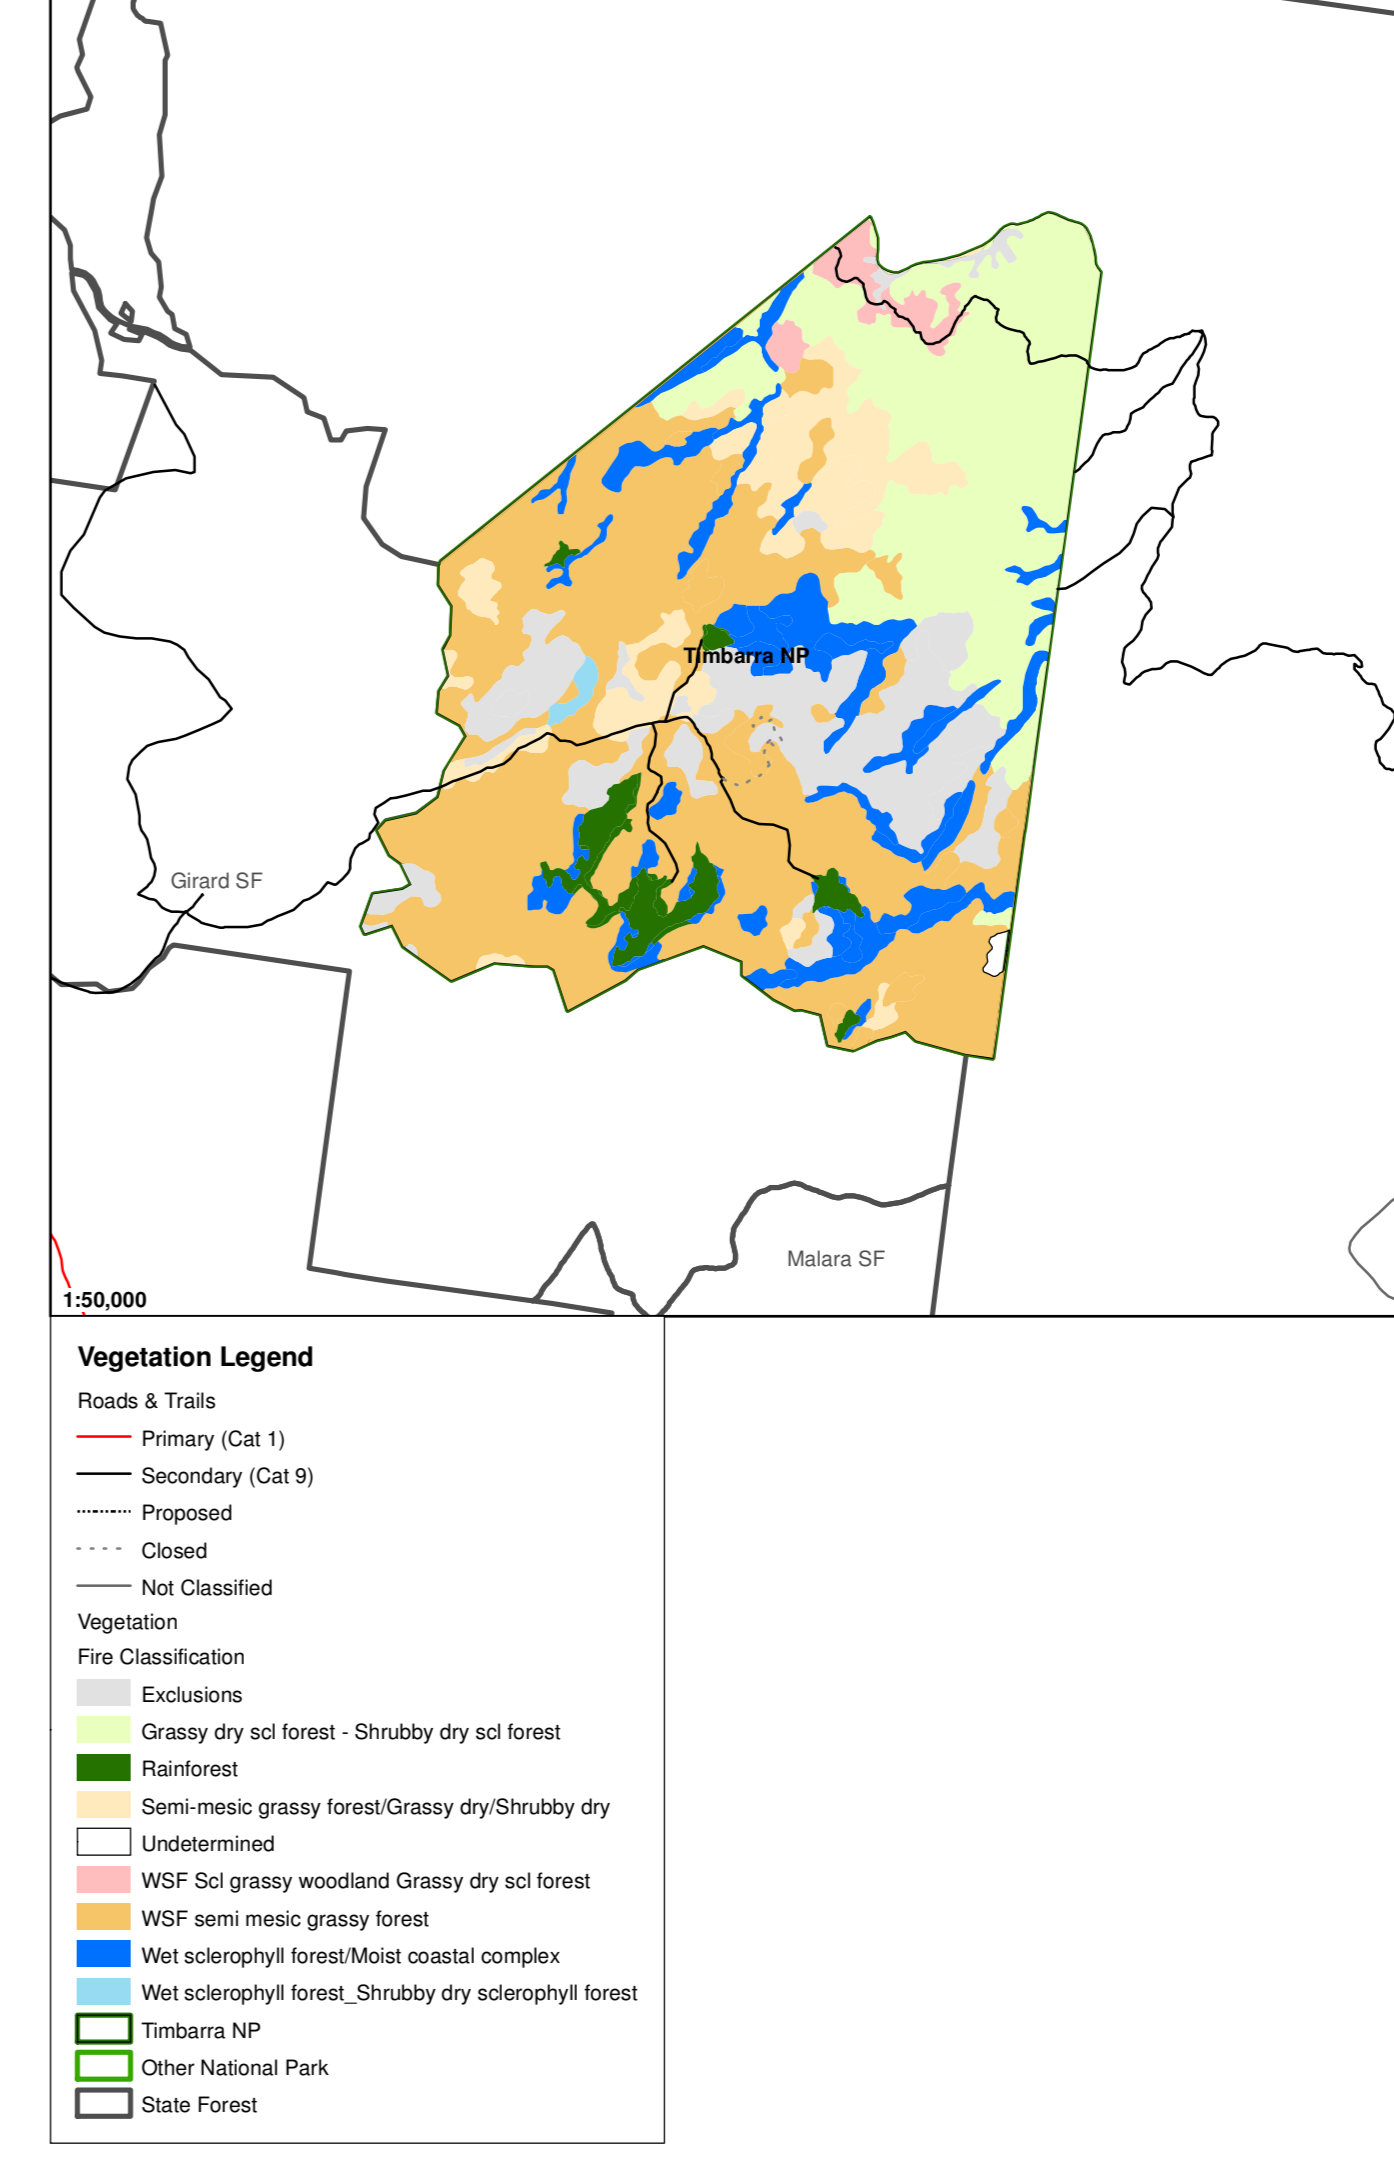 Timbarra NP
Girard SF
Malara SF
1:50,000
Vegetation Legend
Roads & Trails
Primary (Cat 1)
Secondary (Cat 9)
Proposed
Closed
Not Classified
Vegetation
Fire Classification
Exclusions
Grassy dry scl forest - Shrubby dry scl forest
Rainforest
Semi-mesic grassy forest/Grassy dry/Shrubby dry
Undetermined
WSF Scl grassy woodland Grassy dry scl forest
WSF semi mesic grassy forest
Wet sclerophyll forest/Moist coastal complex
Wet sclerophyll forest_Shrubby dry sclerophyll forest
Timbarra NP
Other National Park
State Forest